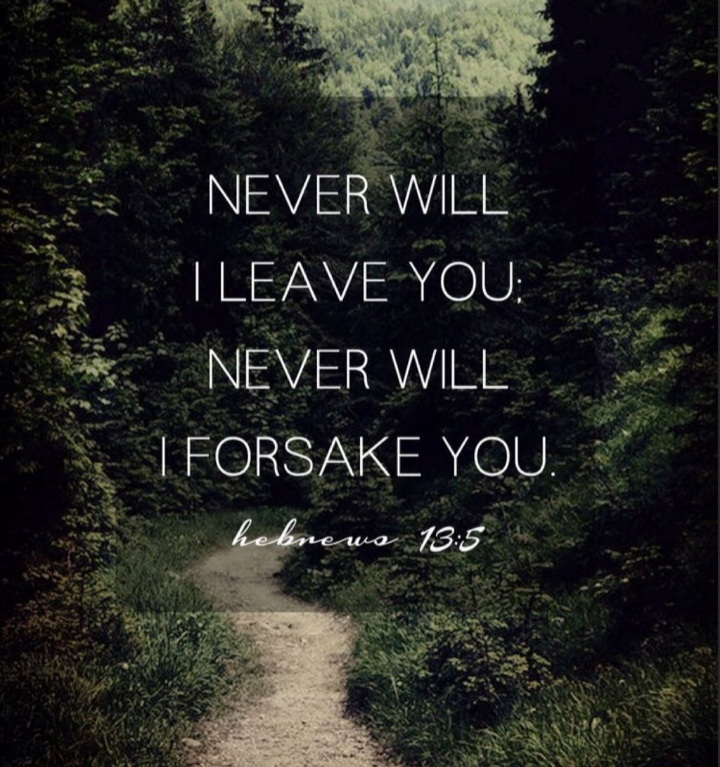 NEVER WILL
I LEAVE YOU;
NEVER WILL
I FORSAKE YOU.
hebrews 13:5